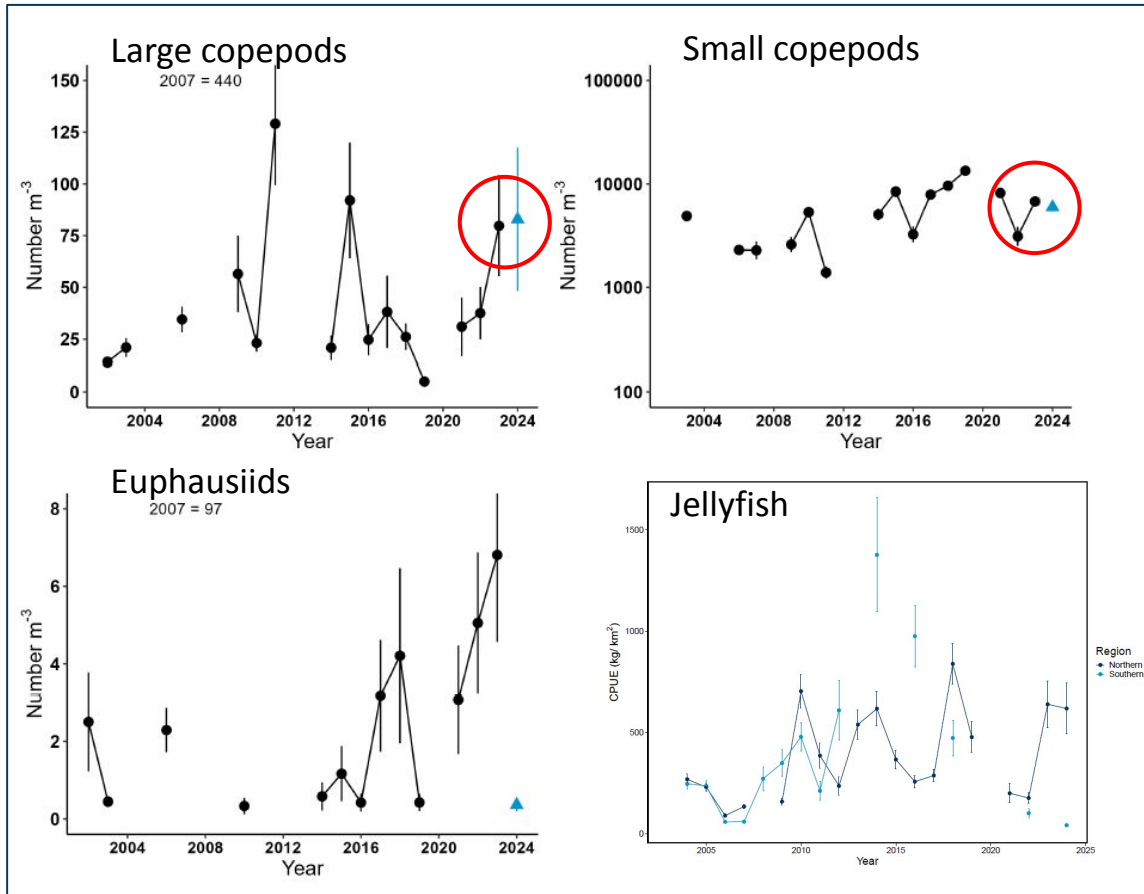 Large copepods
2007 = 440
150
125
100
75
50
25
0
Number m-3
2004 2008 2012 2016 2020 2024
Year
Small copepods
100000
10000
1000
100
Number m-3
2004 2008 2012 2016 2020 2024
Year
Euphausiids
2007 = 97
8
6
4
2
0
Number m-3
2004 2008 2012 2016 2020 2024
Year
Jellyfish
1500
1000
500
0
CPUE (kg/ km2)
2005 2010 2015 2020 2025
Year
Region
Northern
Southern